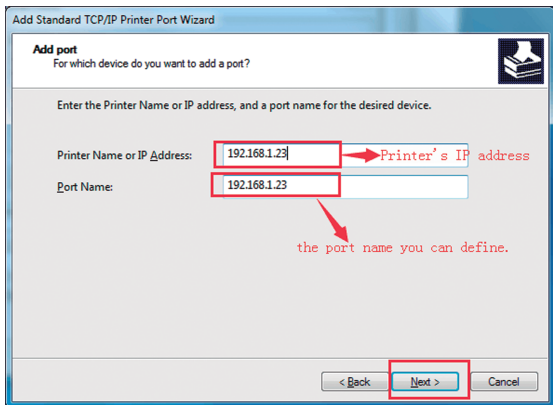 Add Standard TCP/IP Printer Port Wizard
Add port
For which device do you want to add a port?
Enter the Printer Name or IP address, and a port name for the desired device.
Printer Name or IP Address: 192.168.1.23 Printer's IP address
Port Name: 192.168.1.23
the port name you can define.
< Back Next > Cancel